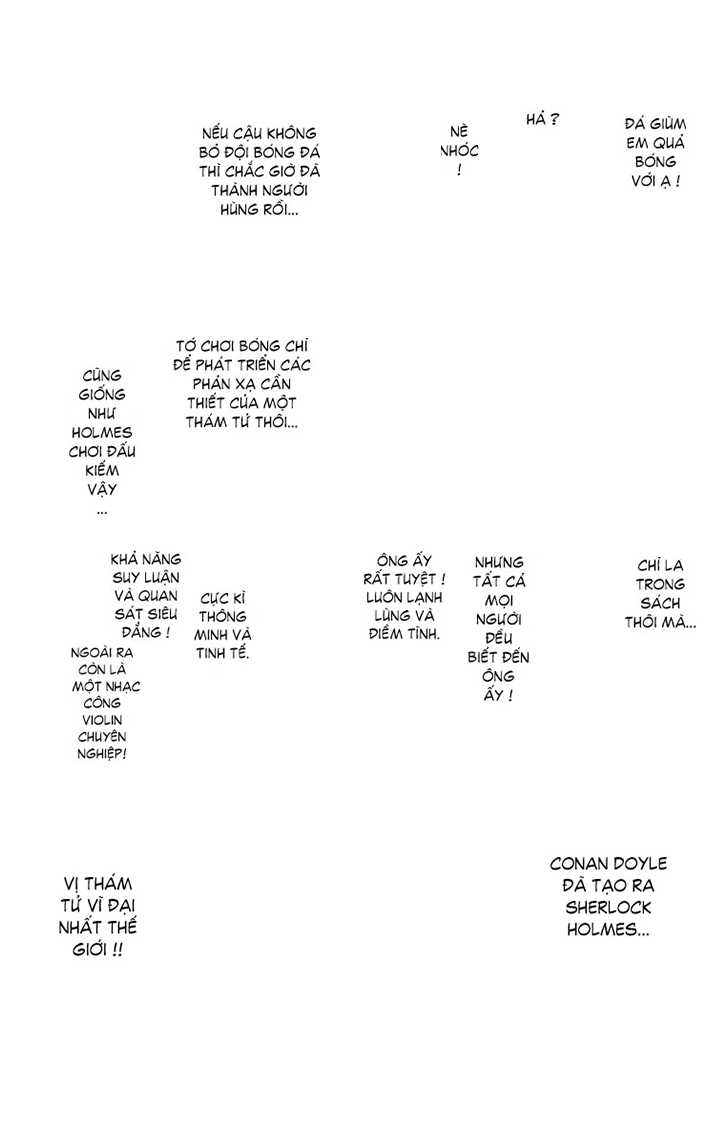 ĐÁ GIÙM
EM QUẢ
BÓNG
VỚI Ạ !
HẢ ?
NÈ
NHÓC
!
NẾU CẬU KHÔNG
BỎ ĐỘI BÓNG ĐÁ
THÌ CHẮC GIỜ ĐÃ
THÀNH NGƯỜI
HÙNG RỒI...
TỚ CHƠI BÓNG CHỈ
ĐỂ PHÁT TRIỂN CÁC
PHẢN XẠ CẦN
THIẾT CỦA MỘT
THÁM TỬ THÔI...
CŨNG
GIỐNG
NHƯ
HOLMES
CHƠI ĐẤU
KIẾM
VẬY
...
CHỈ LA
TRONG
SÁCH
THÔI MÀ...
NHƯNG
TẤT CẢ
MỌI
NGƯỜI
ĐỀU
BIẾT ĐẾN
ÔNG
ẤY !
ÔNG ẤY
RẤT TUYỆT !
LUÔN LẠNH
LÙNG VÀ
ĐIỀM TĨNH.
CỰC KÌ
THÔNG
MINH VÀ
TINH TẾ.
KHẢ NĂNG
SUY LUẬN
VÀ QUAN
SÁT SIÊU
ĐẲNG !
NGOÀI RA
CÒN LÀ
MỘT NHẠC
CÔNG
VIOLIN
CHUYÊN
NGHIỆP!
CONAN DOYLE
ĐÃ TẠO RA
SHERLOCK
HOLMES...
VỊ THÁM
TỬ VĨ ĐẠI
NHẤT THẾ
GIỚI !!